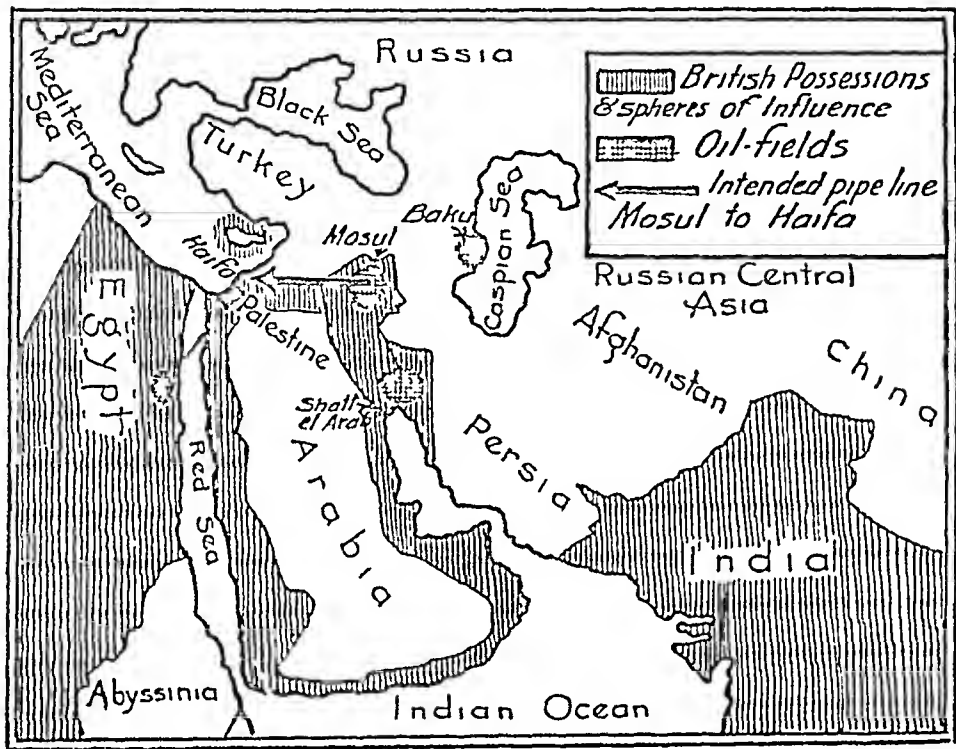 Russia
British Possessions
& spheres of Influence
Oil-fields
Intended pipe line
Mosul to Haifa
Mediterranean
Sea
Black Sea
Turkey
Caspian Sea
Baku
Mosul
Haifa
Palestine
Russian Central
Asia
Afghanistan
China
Egypt
Shatt-
el Arab
Persia
Arabia
Red Sea
India
Abyssinia
Indian Ocean